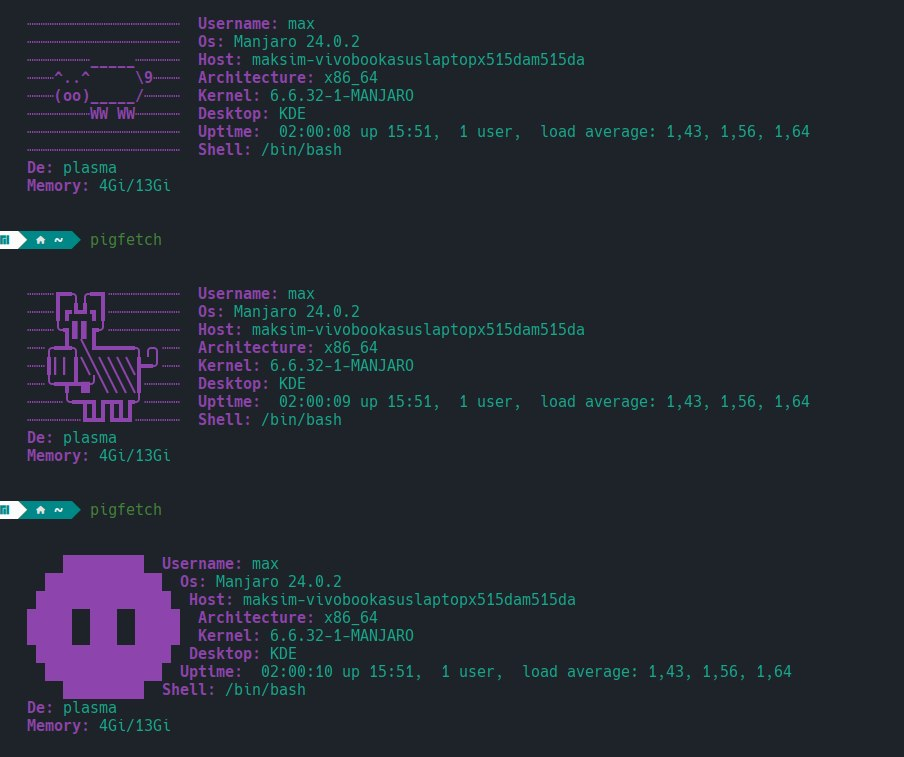 Username: max
Os: Manjaro 24.0.2
Host: maksim-vivobookasuslaptopx515dam515da
Architecture: x86_64
Kernel: 6.6.32-1-MANJARO
Desktop: KDE
Uptime:  02:00:08 up 15:51,  1 user,  load average: 1,43, 1,56, 1,64
Shell: /bin/bash
De: plasma
Memory: 4Gi/13Gi
~ pigfetch
Username: max
Os: Manjaro 24.0.2
Host: maksim-vivobookasuslaptopx515dam515da
Architecture: x86_64
Kernel: 6.6.32-1-MANJARO
Desktop: KDE
Uptime:  02:00:09 up 15:51,  1 user,  load average: 1,43, 1,56, 1,64
Shell: /bin/bash
De: plasma
Memory: 4Gi/13Gi
~ pigfetch
Username: max
Os: Manjaro 24.0.2
Host: maksim-vivobookasuslaptopx515dam515da
Architecture: x86_64
Kernel: 6.6.32-1-MANJARO
Desktop: KDE
Uptime:  02:00:10 up 15:51,  1 user,  load average: 1,43, 1,56, 1,64
Shell: /bin/bash
De: plasma
Memory: 4Gi/13Gi